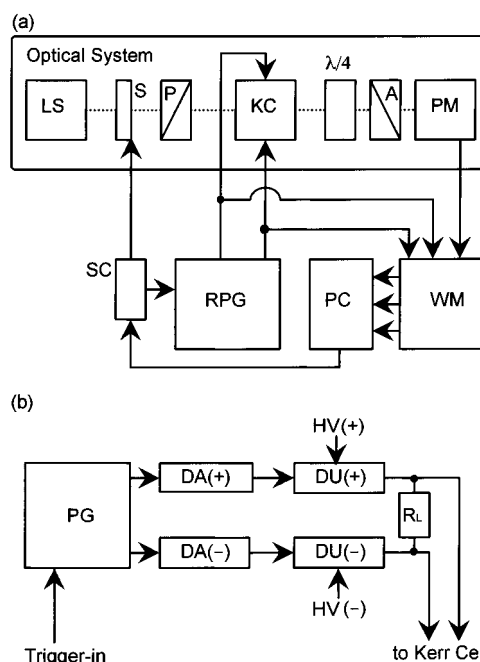 (a)
Optical System
LS
S
P
KC
λ/4
A
PM
SC
RPG
PC
WM
(b)
HV(+)
PG
DA(+)
DU(+)
R_L
DA(−)
DU(−)
HV(−)
Trigger-in
to Kerr Ce